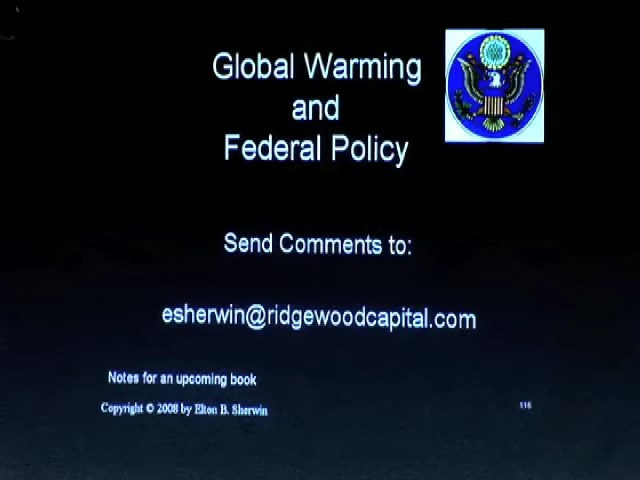 Global Warming
and
Federal Policy
Send Comments to:
esherwin@ridgewoodcapital.com
Notes for an upcoming book
Copyright © 2008 by Elton B. Sherwin
116